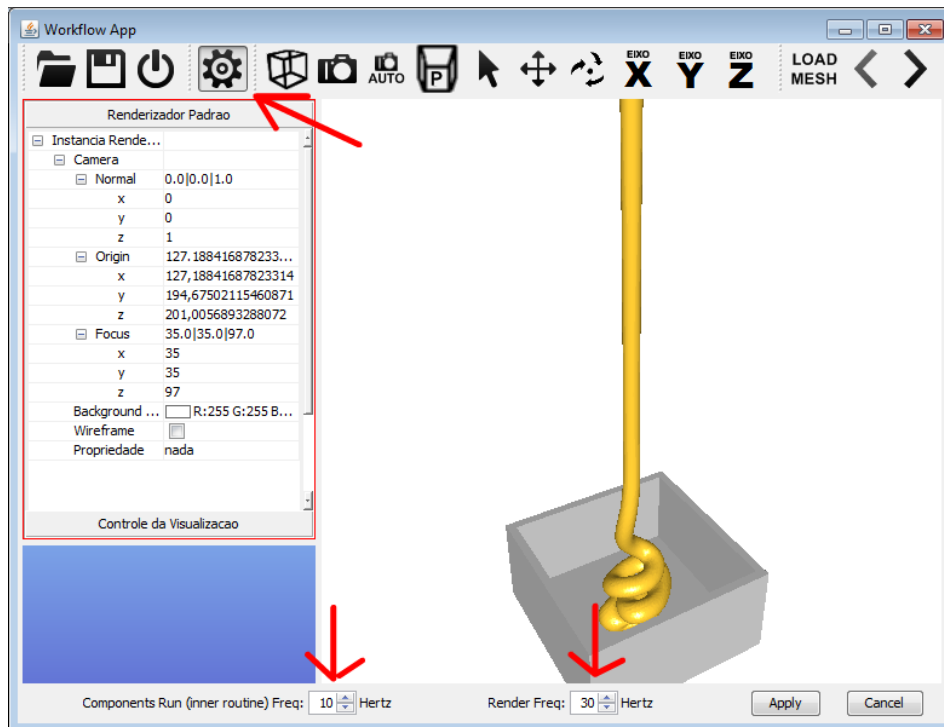 Workflow App
AUTO
P
EIXO
X
EIXO
Y
EIXO
Z
LOAD
MESH
Renderizador Padrao
Instancia Rende...
Camera
Normal 0.0|0.0|1.0
x 0
y 0
z 1
Origin 127.188416878233...
x 127,18841687823314
y 194,67502115460871
z 201,0056893288072
Focus 35.0|35.0|97.0
x 35
y 35
z 97
Background ... R:255 G:255 B...
Wireframe
Propriedade nada
Controle da Visualizacao
Components Run (inner routine) Freq: 10 Hertz Render Freq: 30 Hertz Apply Cancel